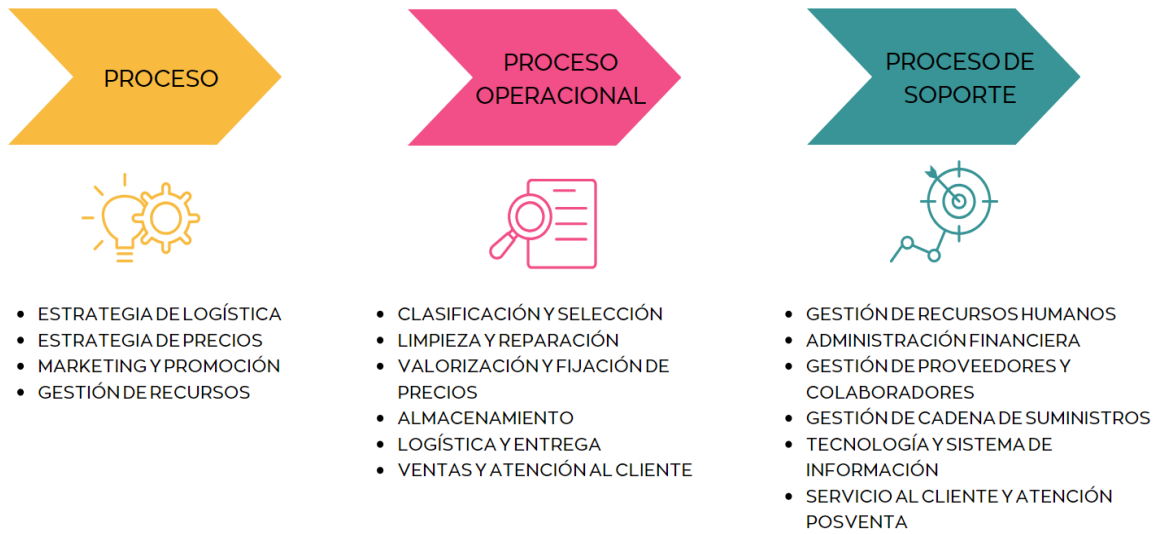 PROCESO
• ESTRATEGIA DE LOGÍSTICA
• ESTRATEGIA DE PRECIOS
• MARKETING Y PROMOCIÓN
• GESTIÓN DE RECURSOS
PROCESO
OPERACIONAL
• CLASIFICACIÓN Y SELECCIÓN
• LIMPIEZA Y REPARACIÓN
• VALORIZACIÓN Y FIJACIÓN DE
PRECIOS
• ALMACENAMIENTO
• LOGÍSTICA Y ENTREGA
• VENTAS Y ATENCIÓN AL CLIENTE
PROCESO DE
SOPORTE
• GESTIÓN DE RECURSOS HUMANOS
• ADMINISTRACIÓN FINANCIERA
• GESTIÓN DE PROVEEDORES Y
COLABORADORES
• GESTIÓN DE CADENA DE SUMINISTROS
• TECNOLOGÍA Y SISTEMA DE
INFORMACIÓN
• SERVICIO AL CLIENTE Y ATENCIÓN
POSVENTA